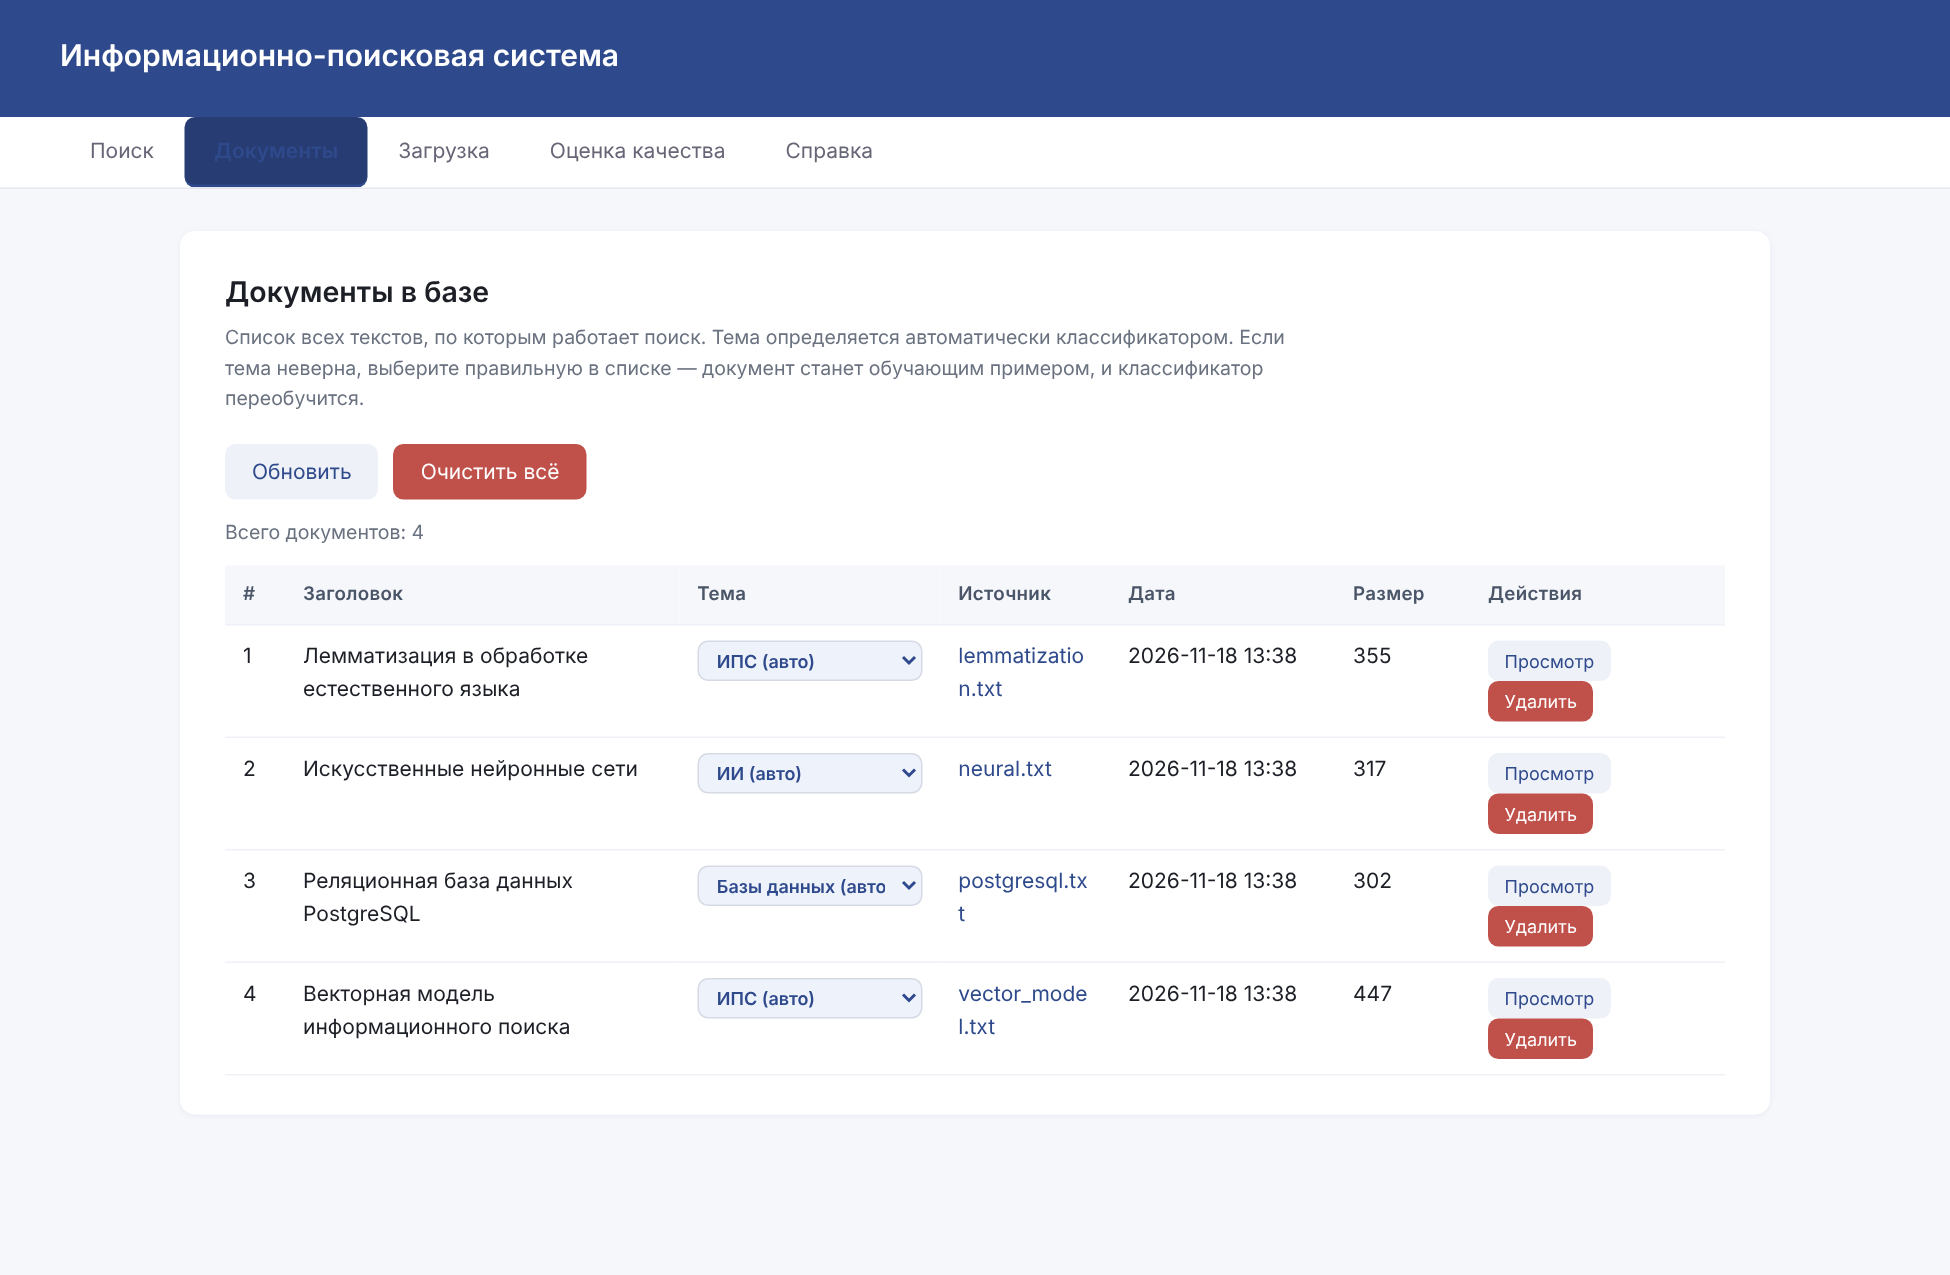 Информационно-поисковая система
Поиск Документы Загрузка Оценка качества Справка
Документы в базе
Список всех текстов, по которым работает поиск. Тема определяется автоматически классификатором. Если
тема неверна, выберите правильную в списке — документ станет обучающим примером, и классификатор
переобучится.
Обновить Очистить всё
Всего документов: 4
# Заголовок Тема Источник Дата Размер Действия
1 Лемматизация в обработке ИПС (авто) lemmatizatio 2026-11-18 13:38 355 Просмотр
естественного языка n.txt Удалить
2 Искусственные нейронные сети ИИ (авто) neural.txt 2026-11-18 13:38 317 Просмотр
Удалить
3 Реляционная база данных Базы данных (авто postgresql.tx 2026-11-18 13:38 302 Просмотр
PostgreSQL t Удалить
4 Векторная модель ИПС (авто) vector_mode 2026-11-18 13:38 447 Просмотр
информационного поиска l.txt Удалить